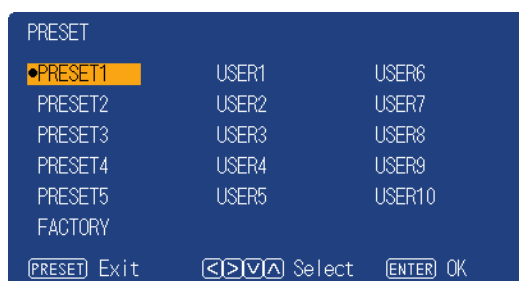 PRESET
●PRESET1 USER1 USER6
PRESET2 USER2 USER7
PRESET3 USER3 USER8
PRESET4 USER4 USER9
PRESET5 USER5 USER10
FACTORY
PRESET Exit <>∨∧ Select ENTER OK